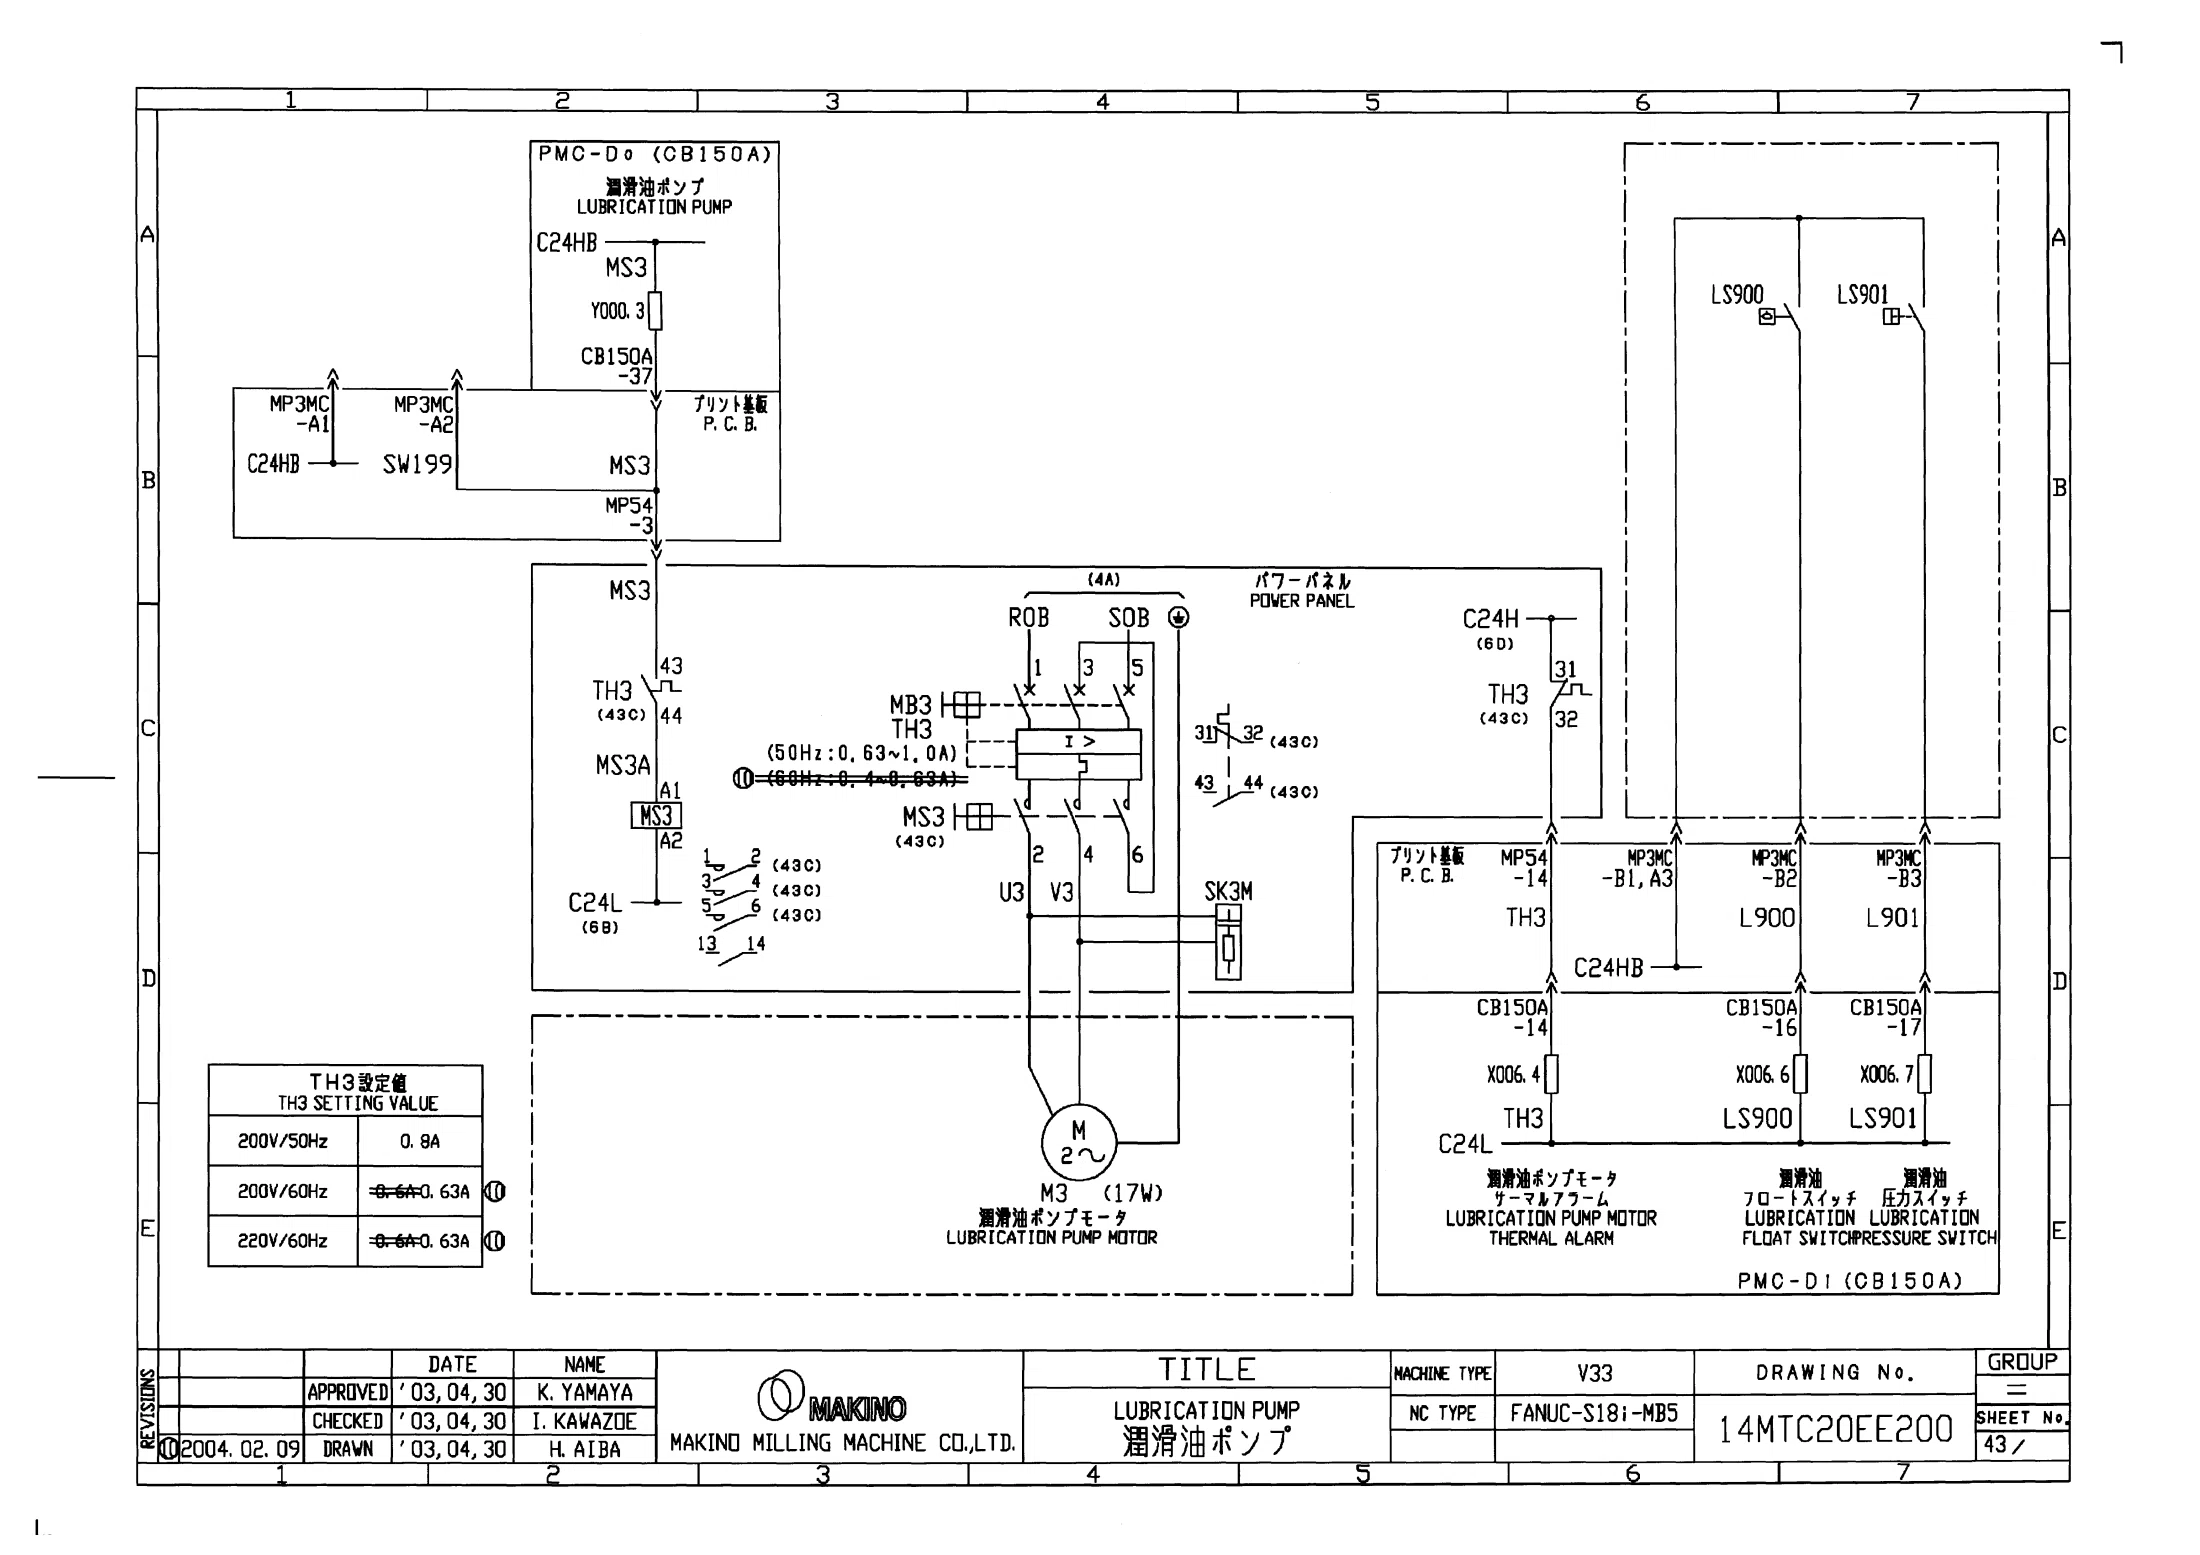 1 2 3 4 5 6 7
A
B
C
D
E
PMC-Do (CB150A)
潤滑油ポンプ
LUBRICATION PUMP
C24HB
MS3
Y000.3
CB150A
-37
MP3MC
-A1
MP3MC
-A2
プリント基板
P.C.B.
C24HB
SW199
MS3
MP54
-3
MS3
43
TH3
(43C)
44
MS3A
A1
MS3
A2
C24L
(6B)
1 2 (43C)
3 4 (43C)
5 6 (43C)
13 14
(4A)
パワーパネル
POWER PANEL
R0B S0B
1 3 5
MB3
TH3
I >
(50Hz:0.63~1.0A)
⑩(60Hz:0.4~0.63A)
MS3
(43C)
2 4 6
U3 V3
SK3M
31 32 (43C)
43 44 (43C)
C24H
(6D)
31
TH3
(43C)
32
LS900
LS901
プリント基板
P.C.B.
MP54
-14
MP3MC
-B1,A3
MP3MC
-B2
MP3MC
-B3
TH3
L900
L901
C24HB
CB150A
-14
CB150A
-16
CB150A
-17
X006.4
X006.6
X006.7
TH3
LS900
LS901
C24L
潤滑油ポンプモータ
サーマルアラーム
LUBRICATION PUMP MOTOR
THERMAL ALARM
潤滑油
フロートスイッチ
LUBRICATION
FLOAT SWITCH
潤滑油
圧力スイッチ
LUBRICATION
PRESSURE SWITCH
PMC-Di (CB150A)
M
2~
M3 (17W)
潤滑油ポンプモータ
LUBRICATION PUMP MOTOR
TH3設定値
TH3 SETTING VALUE
200V/50Hz 0.8A
200V/60Hz 0.6A 0.63A ⑩
220V/60Hz 0.6A 0.63A ⑩
A
B
C
D
E
REVISIONS
DATE NAME
APPROVED '03,04,30 K. YAMAYA
CHECKED '03,04,30 I. KAWAZOE
⑩ 2004.02.09 DRAWN '03,04,30 H. AIBA
MAKINO
MAKINO MILLING MACHINE CO.,LTD.
TITLE
LUBRICATION PUMP
潤滑油ポンプ
MACHINE TYPE V33
NC TYPE FANUC-S18i-MB5
DRAWING No.
14MTC20EE200
GROUP
=
SHEET No.
43/
1 2 3 4 5 6 7